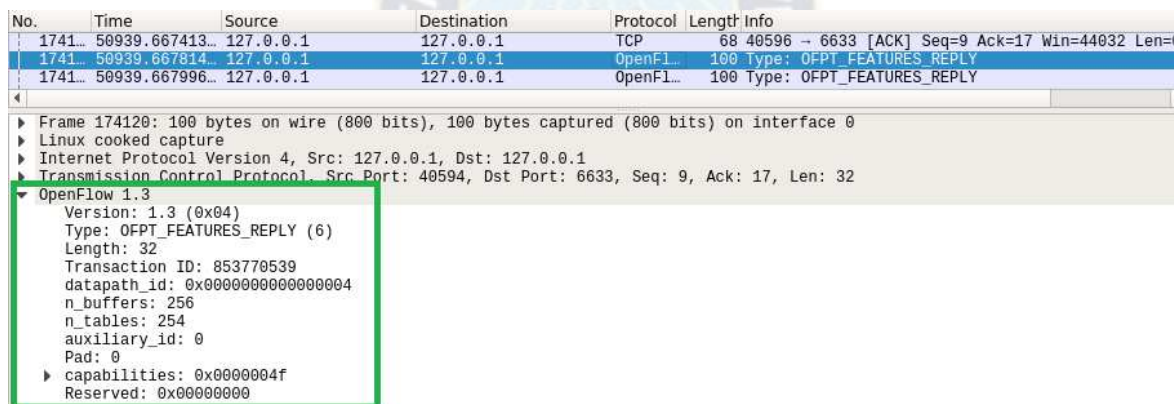 No. Time Source Destination Protocol Length Info
1741… 50939.667413… 127.0.0.1 127.0.0.1 TCP 68 40596 → 6633 [ACK] Seq=9 Ack=17 Win=44032 Len=
1741… 50939.667814… 127.0.0.1 127.0.0.1 OpenFl… 100 Type: OFPT_FEATURES_REPLY
1741… 50939.667996… 127.0.0.1 127.0.0.1 OpenFl… 100 Type: OFPT_FEATURES_REPLY
Frame 174120: 100 bytes on wire (800 bits), 100 bytes captured (800 bits) on interface 0
Linux cooked capture
Internet Protocol Version 4, Src: 127.0.0.1, Dst: 127.0.0.1
Transmission Control Protocol, Src Port: 40594, Dst Port: 6633, Seq: 9, Ack: 17, Len: 32
OpenFlow 1.3
Version: 1.3 (0x04)
Type: OFPT_FEATURES_REPLY (6)
Length: 32
Transaction ID: 853770539
datapath_id: 0x0000000000000004
n_buffers: 256
n_tables: 254
auxiliary_id: 0
Pad: 0
capabilities: 0x0000004f
Reserved: 0x00000000